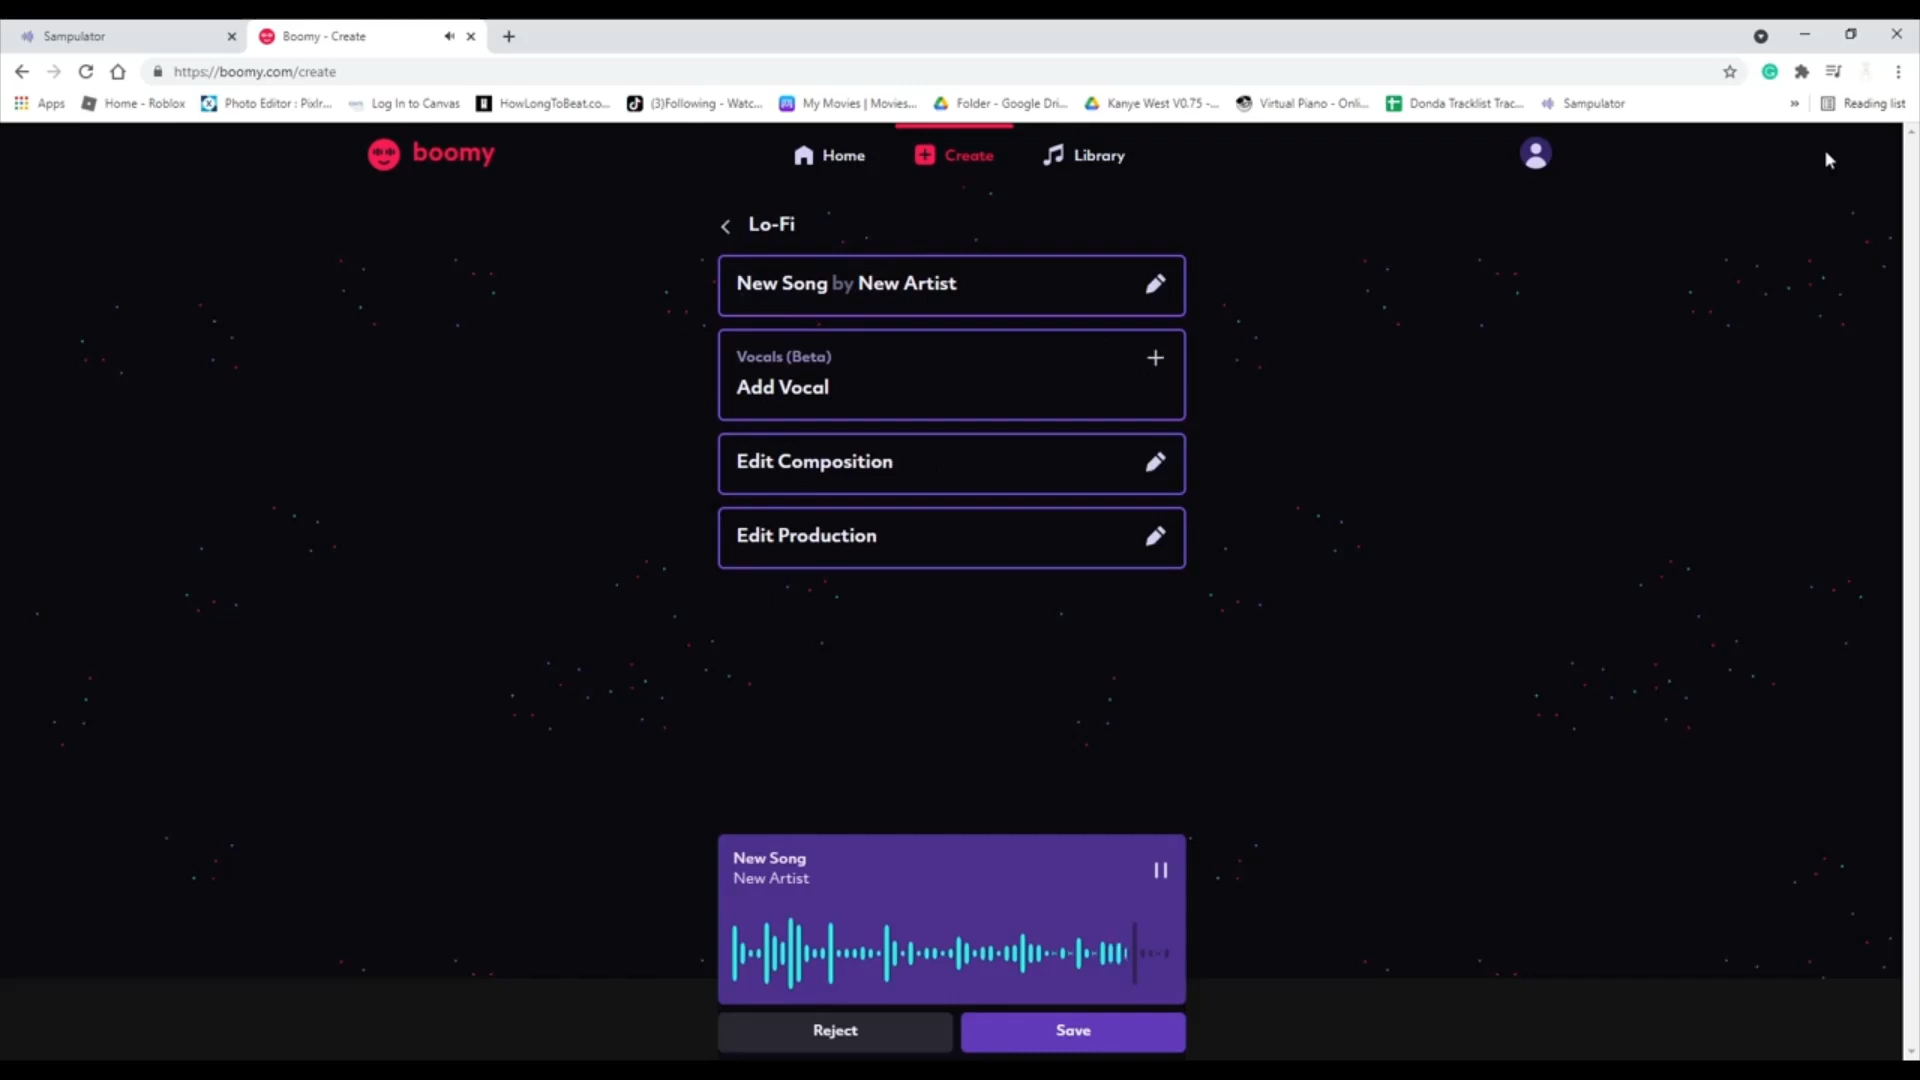 Sampulator
Boomy - Create
https://boomy.com/create
Apps
Home - Roblox
Photo Editor : Pixlr...
Log In to Canvas
HowLongToBeat.co...
(3)Following - Watc...
My Movies | Movies...
Folder - Google Dri...
Kanye West V0.75 -...
Virtual Piano - Onli...
Donda Tracklist Trac...
Sampulator
»
Reading list
boomy
Home
Create
Library
Lo-Fi
New Song by New Artist
Vocals (Beta)
Add Vocal
Edit Composition
Edit Production
New Song
New Artist
Reject
Save